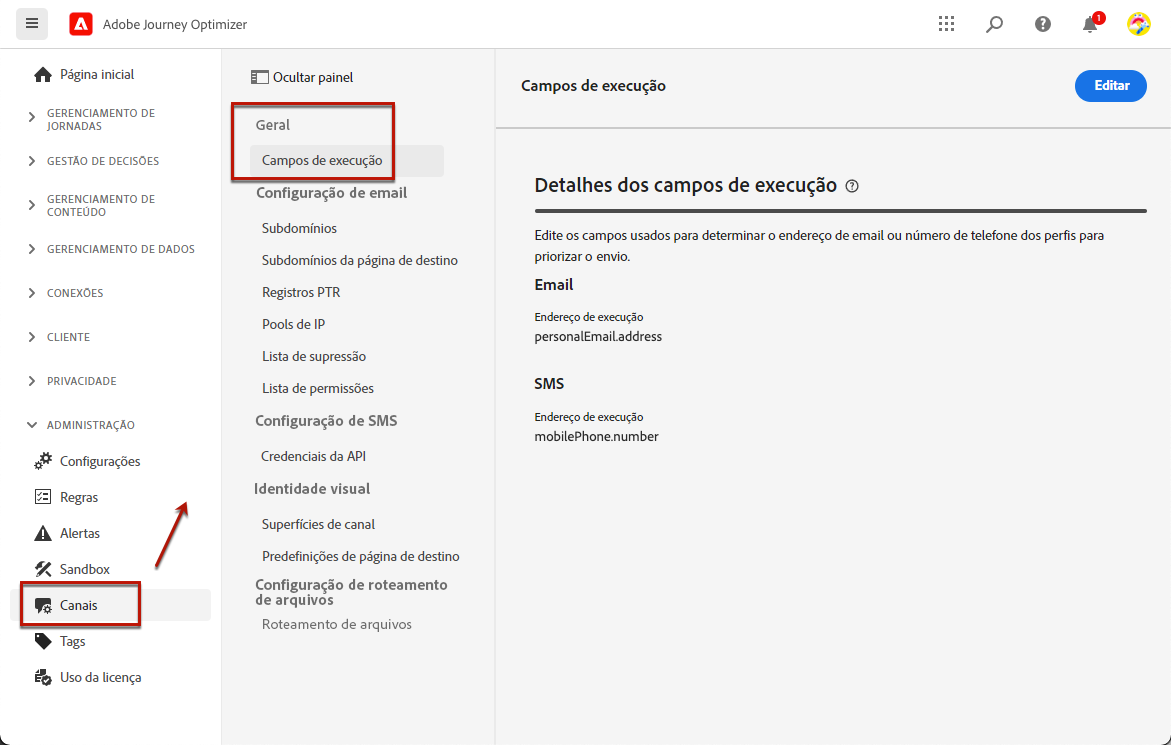 Adobe Journey Optimizer
1
Página inicial
GERENCIAMENTO DE
JORNADAS
GESTÃO DE DECISÕES
GERENCIAMENTO DE
CONTEÚDO
GERENCIAMENTO DE DADOS
CONEXÕES
CLIENTE
PRIVACIDADE
ADMINISTRAÇÃO
Configurações
Regras
Alertas
Sandbox
Canais
Tags
Uso da licença
Ocultar painel
Geral
Campos de execução
Configuração de email
Subdomínios
Subdomínios da página de destino
Registros PTR
Pools de IP
Lista de supressão
Lista de permissões
Configuração de SMS
Credenciais da API
Identidade visual
Superfícies de canal
Predefinições de página de destino
Configuração de roteamento
de arquivos
Roteamento de arquivos
Campos de execução
Editar
Detalhes dos campos de execução
Edite os campos usados para determinar o endereço de email ou número de telefone dos perfis para
priorizar o envio.
Email
Endereço de execução
personalEmail.address
SMS
Endereço de execução
mobilePhone.number